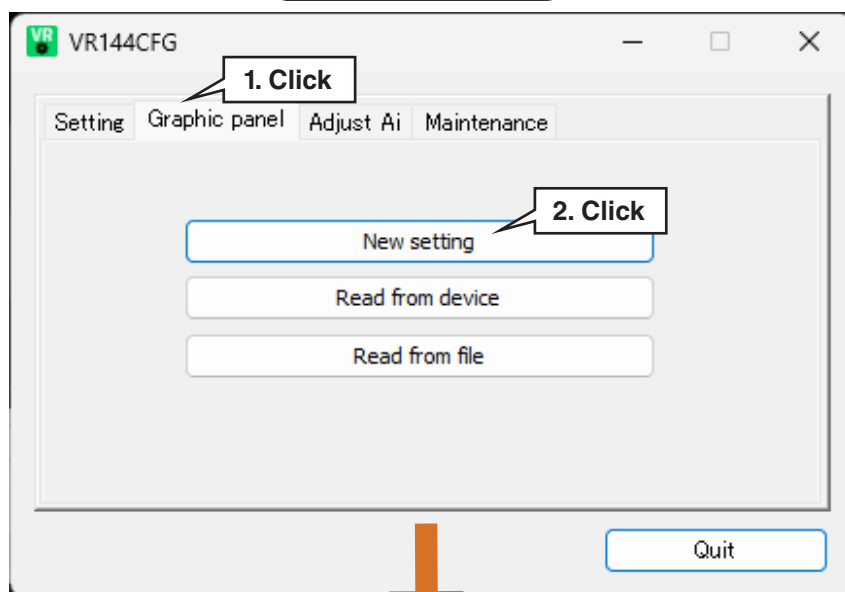 VR VR144CFG
1. Click
Setting Graphic panel Adjust Ai Maintenance
2. Click
New setting
Read from device
Read from file
Quit